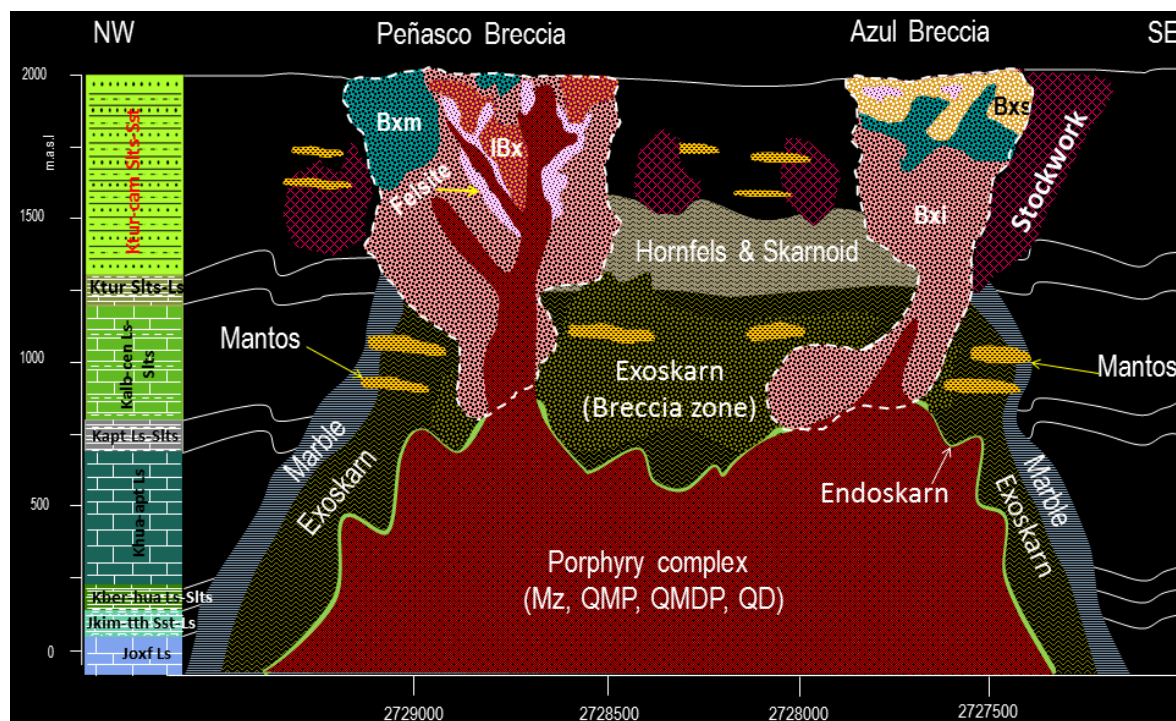 NW
Peñasco Breccia
Azul Breccia
SE
2000
m.a.s.l
1500
1000
500
0
Ktur-cam Slts-Sst
Ktur Slts-Ls
Kalb-cen Ls-
Slts
Kapt Ls-Slts
Khua-apt Ls
Kber,hua Ls-Slts
Jkim-tth Sst-Ls
Joxf Ls
Bxm
IBx
Felsite
Bxs
BxI
Stockwork
Hornfels & Skarnoid
Mantos
Mantos
Exoskarn
(Breccia zone)
Marble
Exoskarn
Endoskarn
Exoskarn
Marble
Porphyry complex
(Mz, QMP, QMDP, QD)
2729000
2728500
2728000
2727500